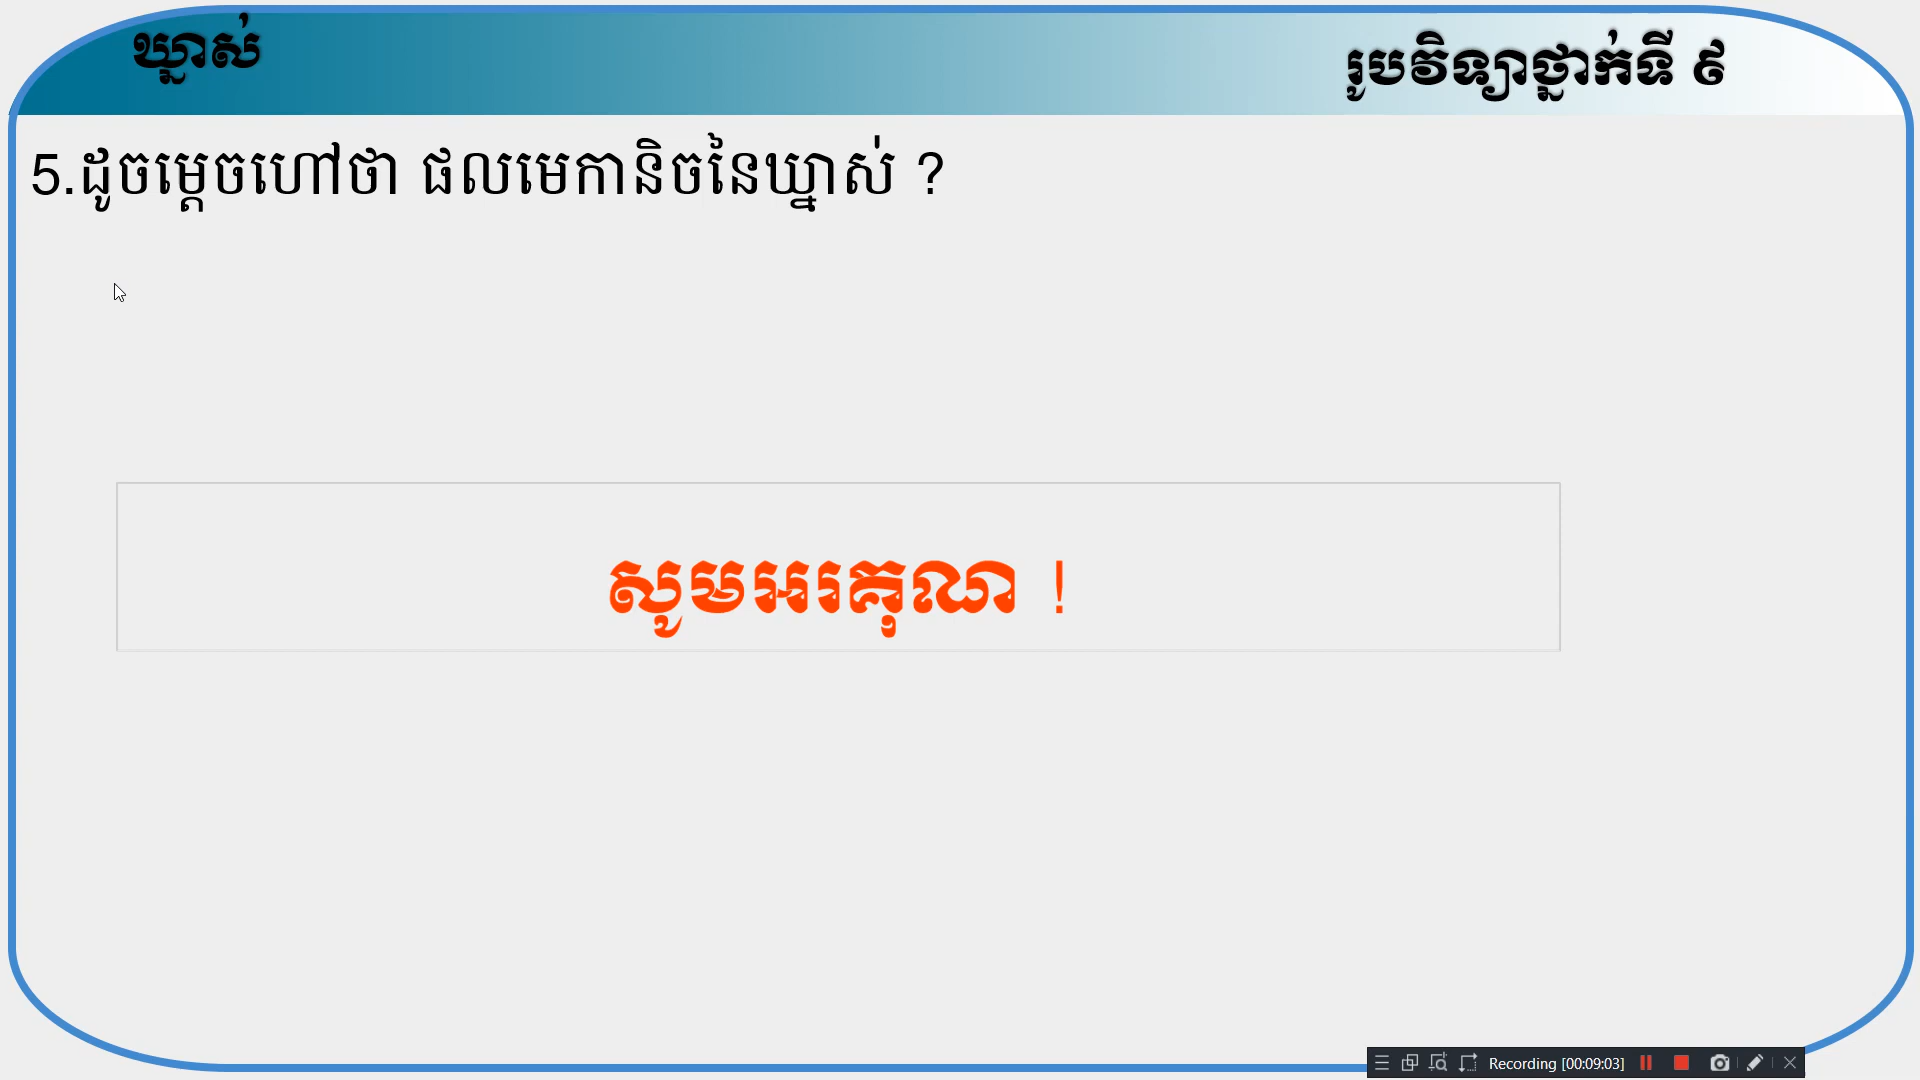 ឃ្នាស់
រូបវិទ្យាថ្នាក់ទី ៩
5.ដូចម្ដេចហៅថា ផលមេកានិចនៃឃ្នាស់ ?
សូមអរគុណ !
Recording [00:09:03]